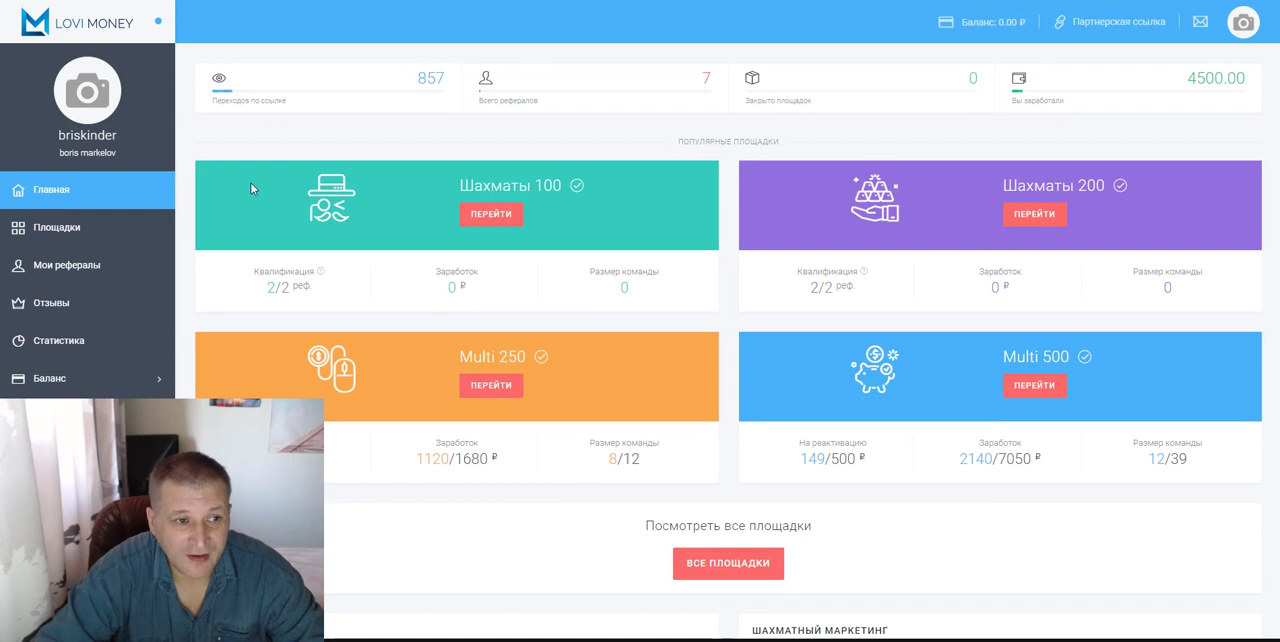 LOVI MONEY
Баланс: 0.00 ₽
Партнерская ссылка
briskinder
boris markelov
Главная
Площадки
Мои рефералы
Отзывы
Статистика
Баланс
857
Переходов по ссылке
7
Всего рефералов
0
Закрыто площадок
4500.00
Вы заработали
ПОПУЛЯРНЫЕ ПЛОЩАДКИ
Шахматы 100
ПЕРЕЙТИ
Квалификация
2/2 реф.
Заработок
0 ₽
Размер команды
0
Шахматы 200
ПЕРЕЙТИ
Квалификация
2/2 реф.
Заработок
0 ₽
Размер команды
0
Multi 250
ПЕРЕЙТИ
Заработок
1120/1680 ₽
Размер команды
8/12
Multi 500
ПЕРЕЙТИ
На реактивацию
149/500 ₽
Заработок
2140/7050 ₽
Размер команды
12/39
Посмотреть все площадки
ВСЕ ПЛОЩАДКИ
ШАХМАТНЫЙ МАРКЕТИНГ